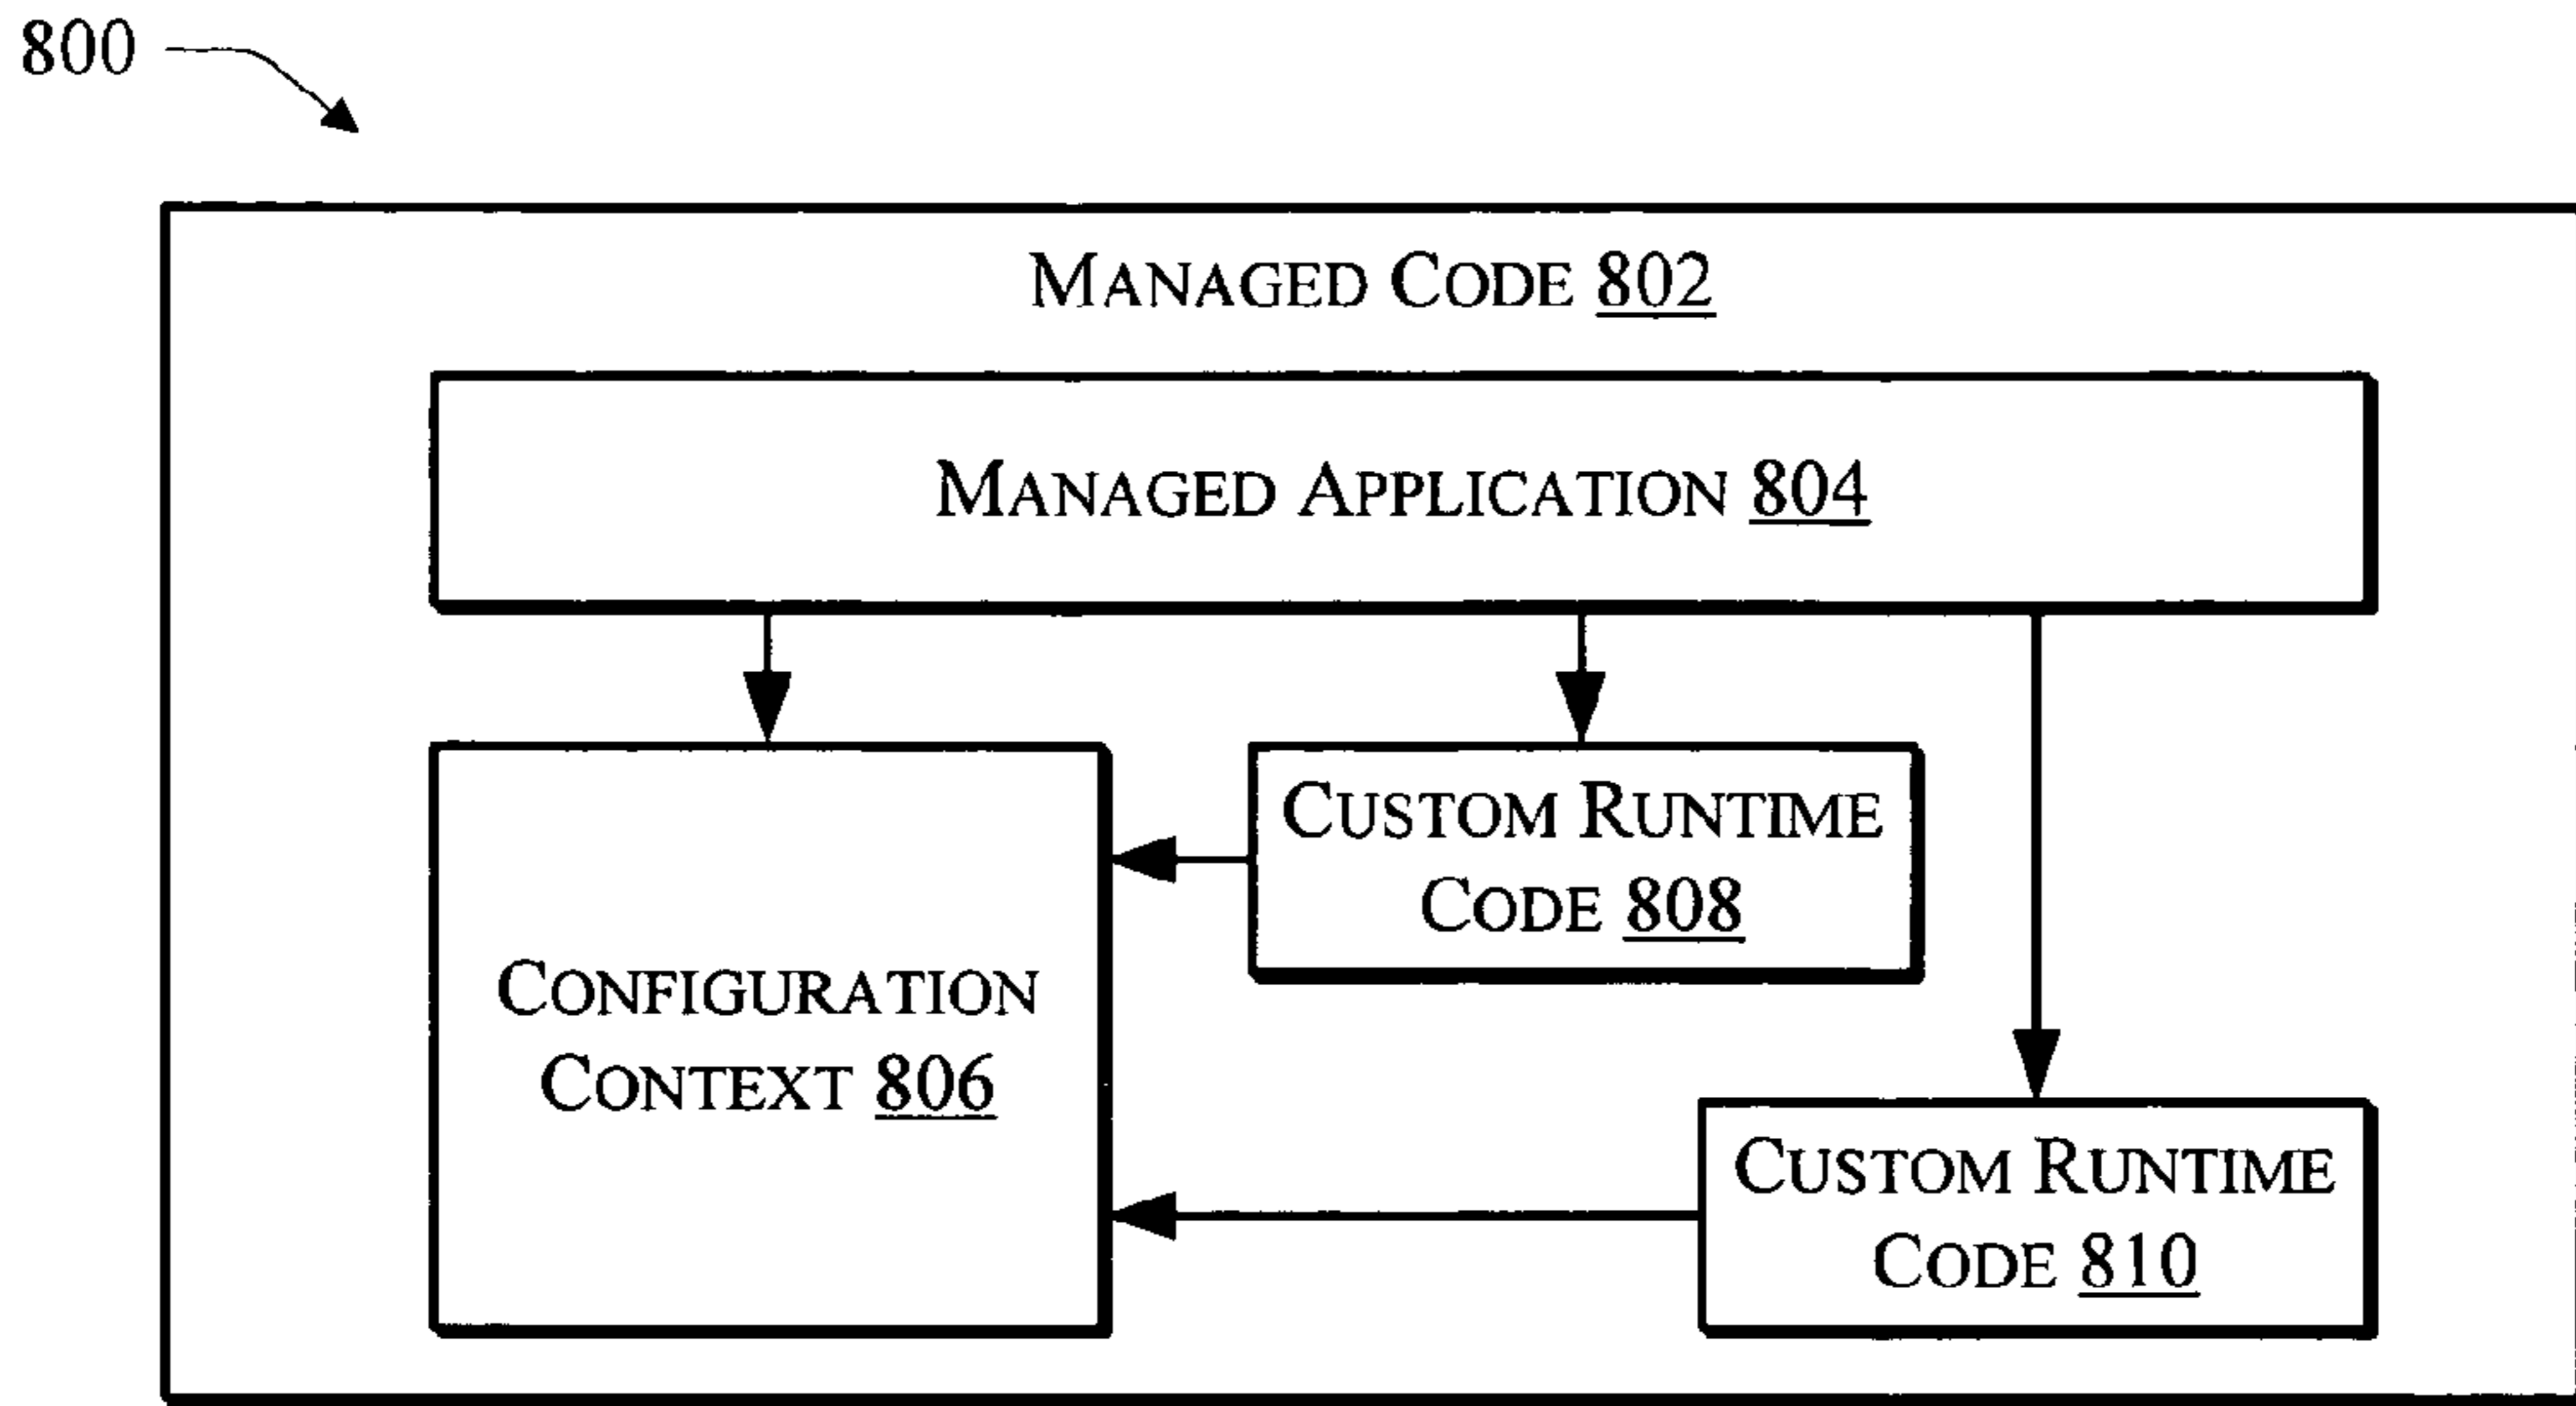 800
MANAGED CODE 802
MANAGED APPLICATION 804
CUSTOM RUNTIME
CODE 808
CONFIGURATION
CONTEXT 806
CUSTOM RUNTIME
CODE 810